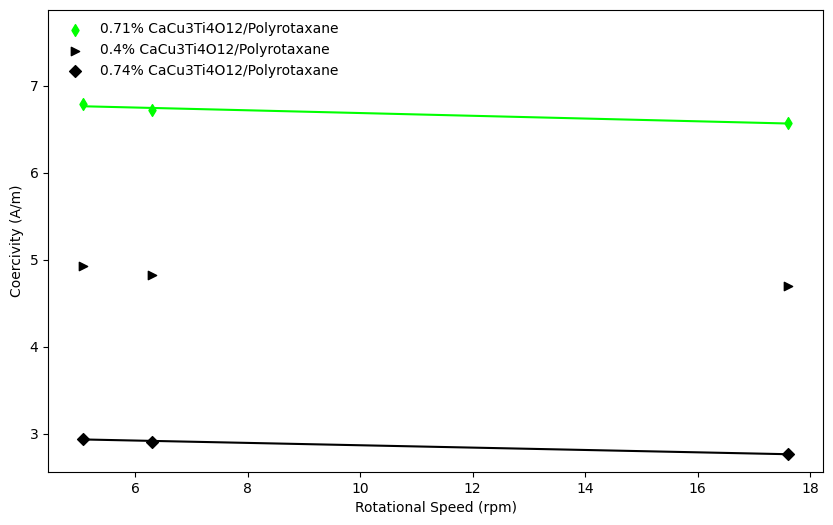 0.71% CaCu3Ti4O12/Polyrotaxane
0.4% CaCu3Ti4O12/Polyrotaxane
0.74% CaCu3Ti4O12/Polyrotaxane
7
6
5
4
3
Coercivity (A/m)
6 8 10 12 14 16 18
Rotational Speed (rpm)